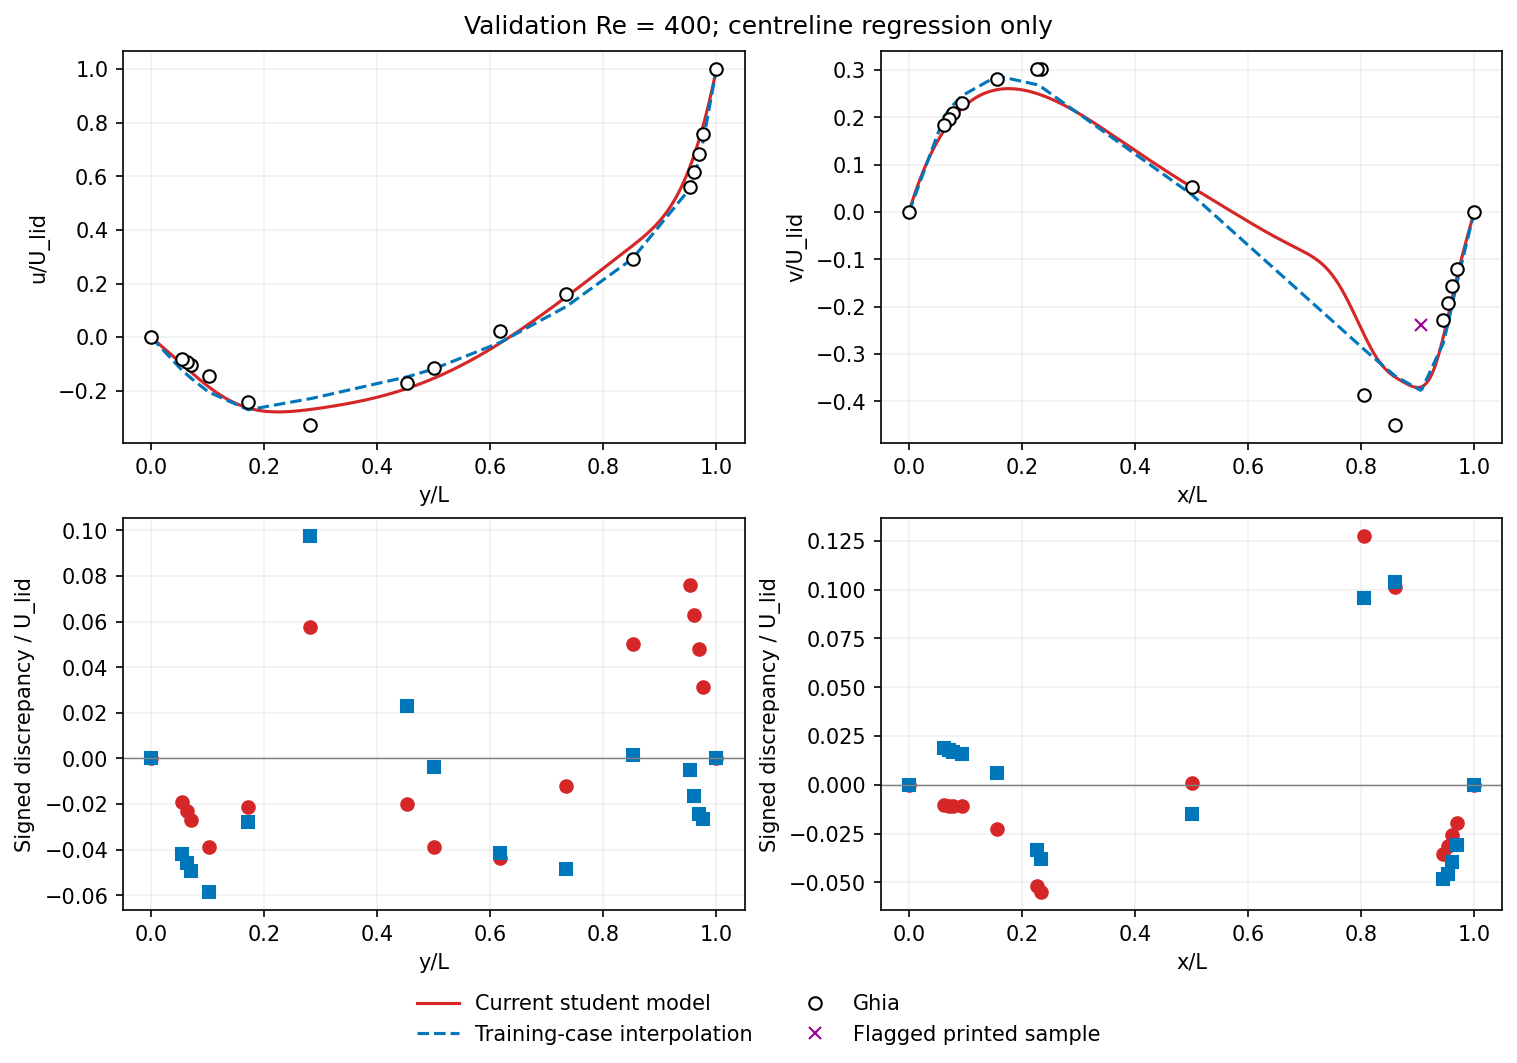 Validation Re = 400; centreline regression only
1.0
0.8
0.6
0.4
0.2
0.0
−0.2
u/U_lid
0.0 0.2 0.4 0.6 0.8 1.0
y/L
0.3
0.2
0.1
0.0
−0.1
−0.2
−0.3
−0.4
v/U_lid
0.0 0.2 0.4 0.6 0.8 1.0
x/L
0.10
0.08
0.06
0.04
0.02
0.00
−0.02
−0.04
−0.06
Signed discrepancy / U_lid
0.0 0.2 0.4 0.6 0.8 1.0
y/L
0.125
0.100
0.075
0.050
0.025
0.000
−0.025
−0.050
Signed discrepancy / U_lid
0.0 0.2 0.4 0.6 0.8 1.0
x/L
Current student model
Training-case interpolation
Ghia
Flagged printed sample